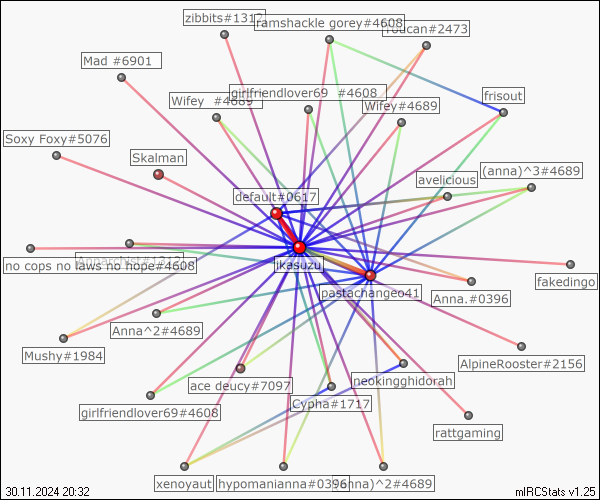 zibbits#1312
ramshackle gorey#4608
Toucan#2473
Mad #6901
girlfriendlover69 #4608
frisout
Wifey #4689
Wifey#4689
Soxy Foxy#5076
Skalman
(anna)^3#4689
avelicious
default#0617
Annarchist#1312
no cops no laws no hope#4608
ikasuzu
fakedingo
pastachangeo41
Anna.#0396
Anna^2#4689
Mushy#1984
AlpineRooster#2156
ace deucy#7097
neokingghidorah
girlfriendlover69#4608
Cypha#1717
rattgaming
xenoyaut
hypomanianna#0396
(anna)^2#4689
30.11.2024 20:32
mIRCStats v1.25